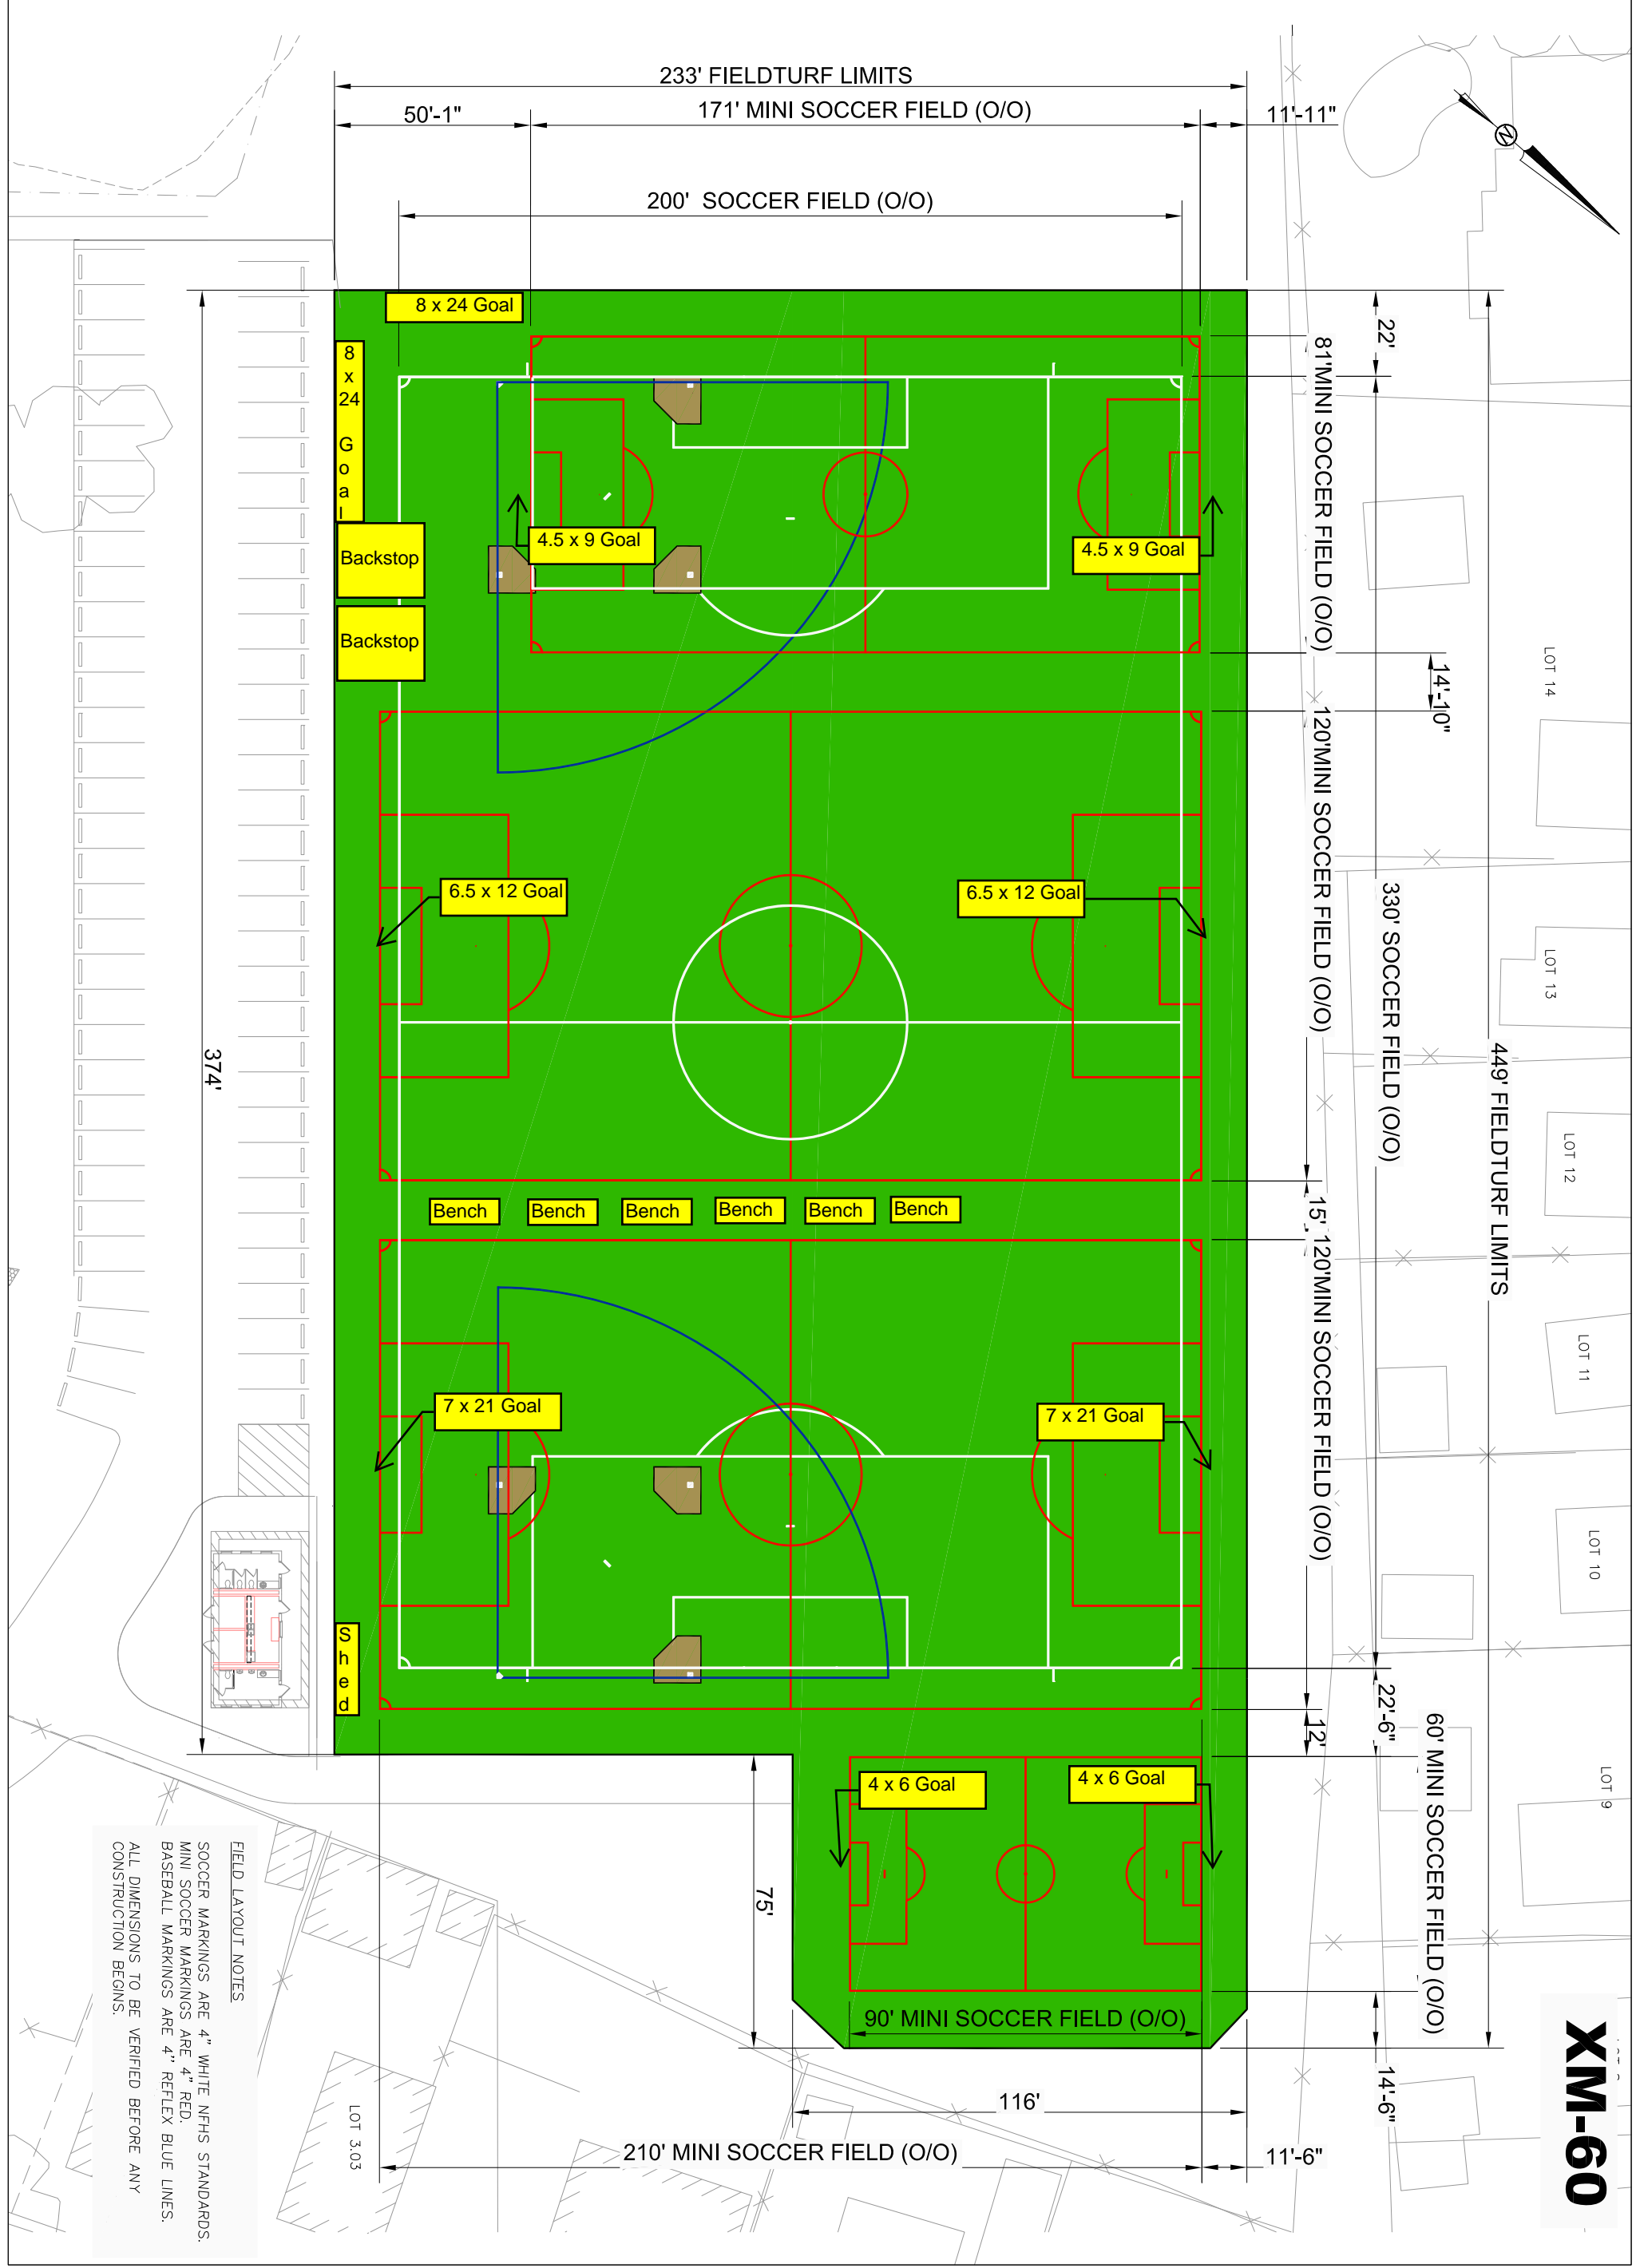 233' FIELDTURF LIMITS
50'-1"
171' MINI SOCCER FIELD (O/O)
11'-11"
200' SOCCER FIELD (O/O)
N
8 x 24 Goal
8 x 24 Goal
22'
81'MINI SOCCER FIELD (O/O)
4.5 x 9 Goal
4.5 x 9 Goal
Backstop
Backstop
14'-10"
LOT 14
120'MINI SOCCER FIELD (O/O)
330' SOCCER FIELD (O/O)
6.5 x 12 Goal
6.5 x 12 Goal
LOT 13
374'
449' FIELDTURF LIMITS
LOT 12
Bench
Bench
Bench
Bench
Bench
Bench
15'
120'MINI SOCCER FIELD (O/O)
LOT 11
7 x 21 Goal
7 x 21 Goal
LOT 10
Shed
22'-6"
12'
60' MINI SOCCER FIELD (O/O)
LOT 9
4 x 6 Goal
4 x 6 Goal
75'
90' MINI SOCCER FIELD (O/O)
14'-6"
116'
210' MINI SOCCER FIELD (O/O)
11'-6"
LOT 3.03
FIELD LAYOUT NOTES
SOCCER MARKINGS ARE 4" WHITE NFHS STANDARDS.
MINI SOCCER MARKINGS ARE 4" RED.
BASEBALL MARKINGS ARE 4" REFLEX BLUE LINES.
ALL DIMENSIONS TO BE VERIFIED BEFORE ANY
CONSTRUCTION BEGINS.
XM-60